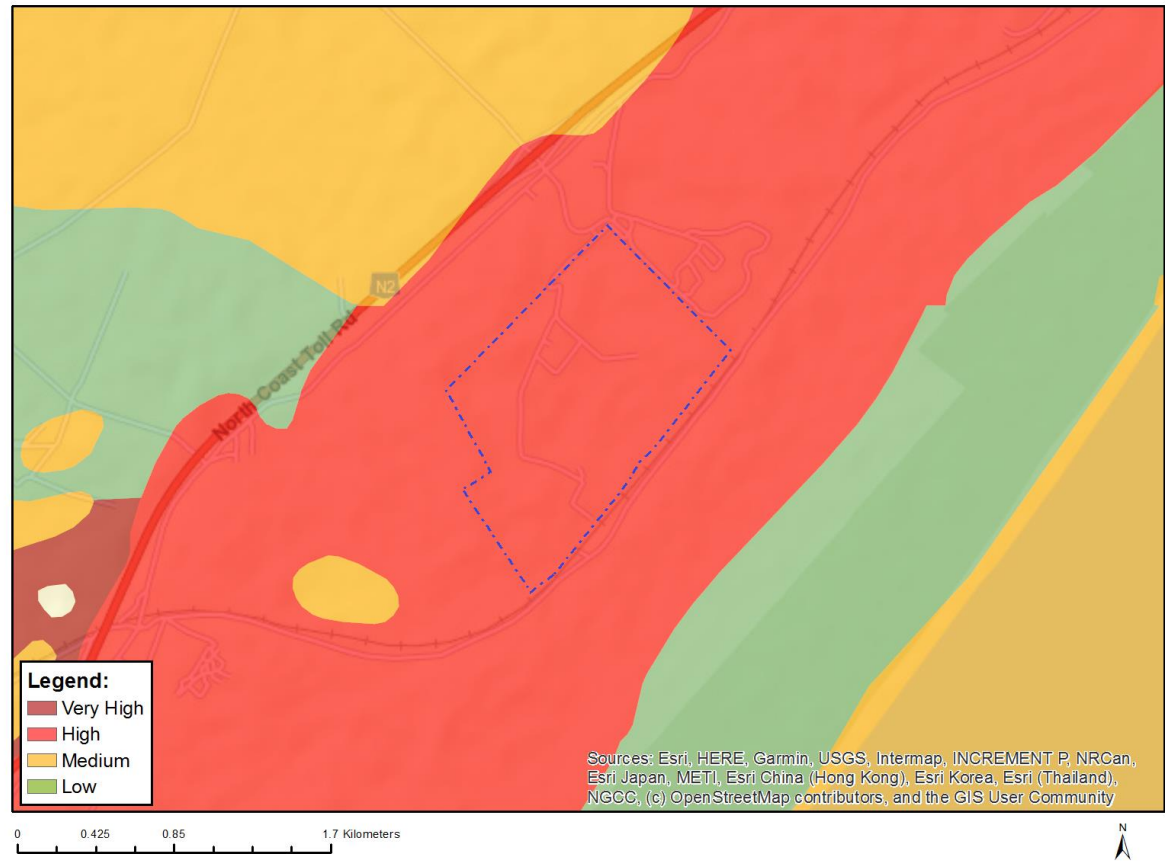 N2
North Coast Toll Rd
Legend:
Very High
High
Medium
Low
Sources: Esri, HERE, Garmin, USGS, Intermap, INCREMENT P, NRCan,
Esri Japan, METI, Esri China (Hong Kong), Esri Korea, Esri (Thailand),
NGCC, (c) OpenStreetMap contributors, and the GIS User Community
0 0.425 0.85 1.7 Kilometers
N